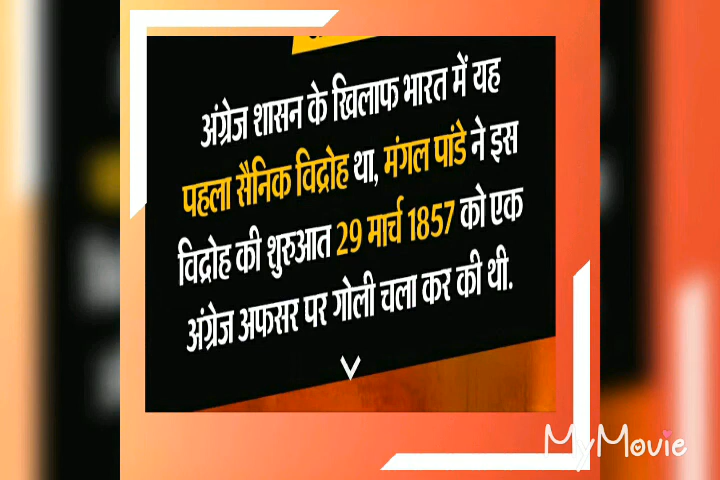 अंग्रेज शासन के खिलाफ भारत में यह
पहला सैनिक विद्रोह था, मंगल पांडे ने इस
विद्रोह की शुरुआत 29 मार्च 1857 को एक
अंग्रेज अफसर पर गोली चला कर की थी.
MyMovie